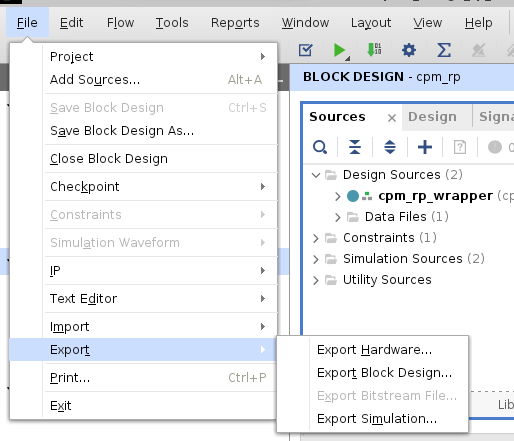 File Edit Flow Tools Reports Window Layout View Help
Project
Add Sources... Alt+A
Save Block Design Ctrl+S
Save Block Design As...
Close Block Design
Checkpoint
Constraints
Simulation Waveform
IP
Text Editor
Import
Export
Print... Ctrl+P
Exit
Export Hardware...
Export Block Design...
Export Bitstream File...
Export Simulation...
BLOCK DESIGN - cpm_rp
Sources Design
Design Sources (2)
cpm_rp_wrapper
Data Files (1)
Constraints (1)
Simulation Sources (2)
Utility Sources